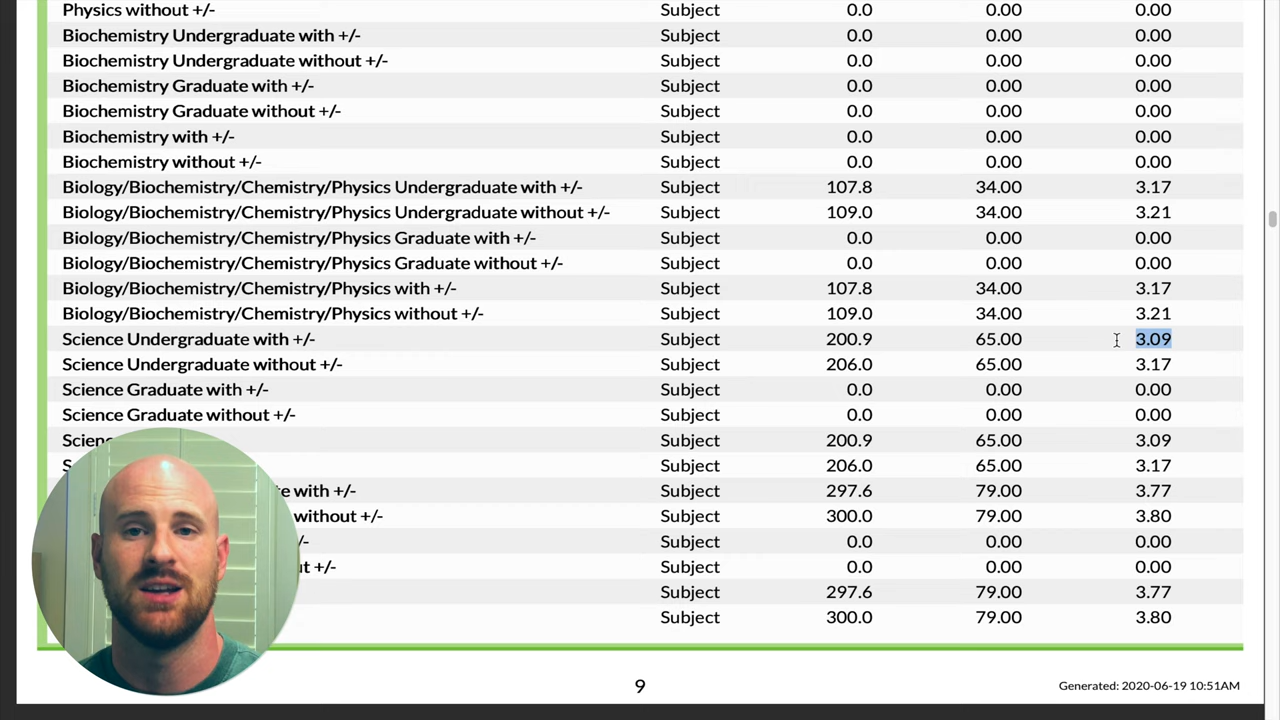 Physics without +/- Subject 0.0 0.00 0.00
Biochemistry Undergraduate with +/- Subject 0.0 0.00 0.00
Biochemistry Undergraduate without +/- Subject 0.0 0.00 0.00
Biochemistry Graduate with +/- Subject 0.0 0.00 0.00
Biochemistry Graduate without +/- Subject 0.0 0.00 0.00
Biochemistry with +/- Subject 0.0 0.00 0.00
Biochemistry without +/- Subject 0.0 0.00 0.00
Biology/Biochemistry/Chemistry/Physics Undergraduate with +/- Subject 107.8 34.00 3.17
Biology/Biochemistry/Chemistry/Physics Undergraduate without +/- Subject 109.0 34.00 3.21
Biology/Biochemistry/Chemistry/Physics Graduate with +/- Subject 0.0 0.00 0.00
Biology/Biochemistry/Chemistry/Physics Graduate without +/- Subject 0.0 0.00 0.00
Biology/Biochemistry/Chemistry/Physics with +/- Subject 107.8 34.00 3.17
Biology/Biochemistry/Chemistry/Physics without +/- Subject 109.0 34.00 3.21
Science Undergraduate with +/- Subject 200.9 65.00 3.09
Science Undergraduate without +/- Subject 206.0 65.00 3.17
Science Graduate with +/- Subject 0.0 0.00 0.00
Science Graduate without +/- Subject 0.0 0.00 0.00
Subject 200.9 65.00 3.09
Subject 206.0 65.00 3.17
with +/- Subject 297.6 79.00 3.77
without +/- Subject 300.0 79.00 3.80
Subject 0.0 0.00 0.00
+/- Subject 0.0 0.00 0.00
Subject 297.6 79.00 3.77
Subject 300.0 79.00 3.80
9
Generated: 2020-06-19 10:51AM